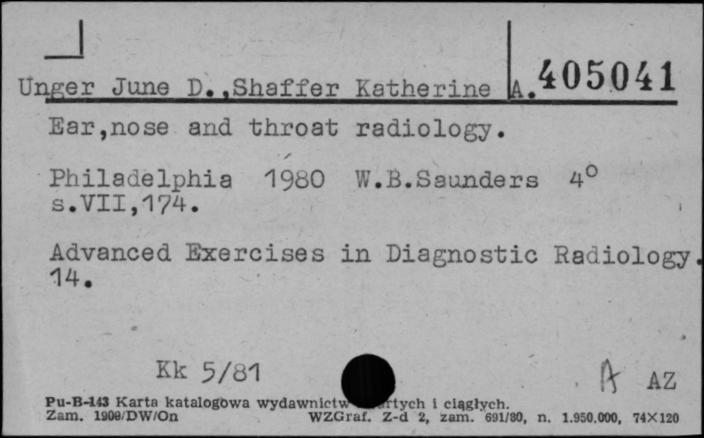 405041
Unger June D.,Shaffer Katherine A.
Ear,nose and throat radiology.
Philadelphia 1980 W.B.Saunders 4°
s.VII,174.
Advanced Exercises in Diagnostic Radiology.
14.
Kk 5/81 A AZ
Pu-B-143 Karta katalogowa wydawnictw i ciągłych.
Zam. 1909/DW/On WZGraf. Z-d 2, zam. 691/80, n. 1.950.000, 74×120